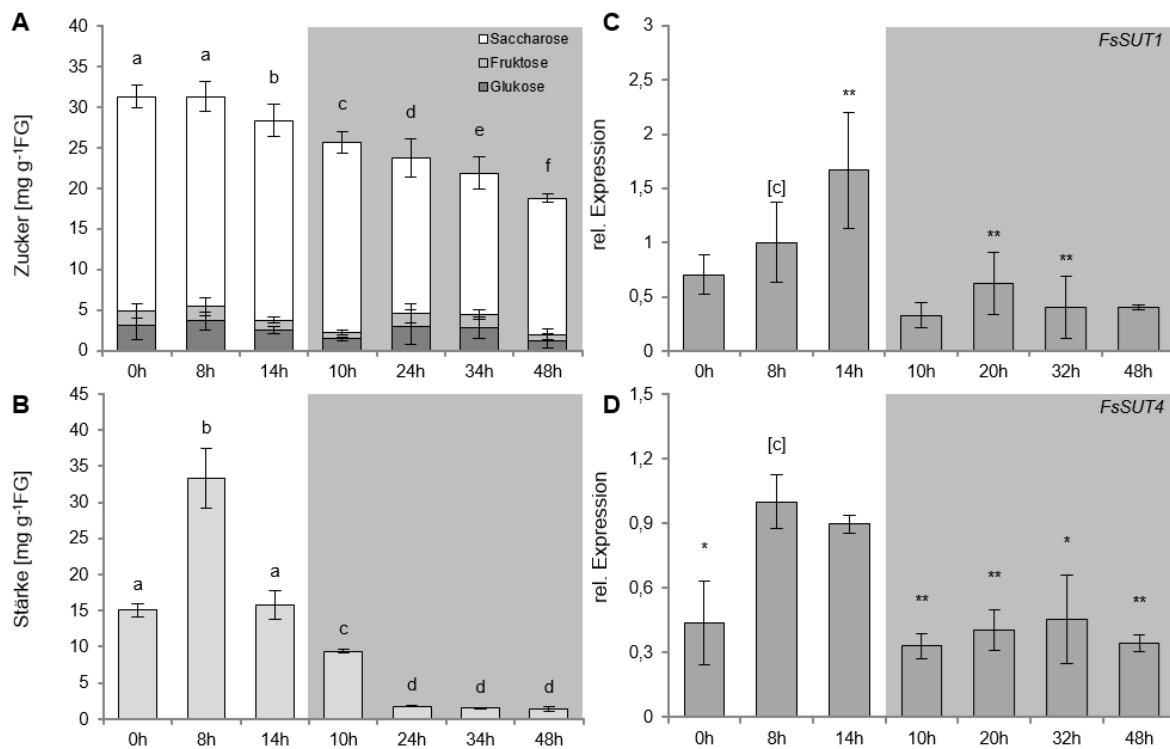 A
Zucker [mg g-1FG]
40
35
30
25
20
15
10
5
0
a
a
b
c
d
e
f
Saccharose
Fruktose
Glukose
0h 8h 14h 10h 24h 34h 48h
C
rel. Expression
3
2,5
2
1,5
1
0,5
0
FsSUT1
[c]
**
**
**
0h 8h 14h 10h 20h 32h 48h
B
Stärke [mg g-1FG]
45
40
35
30
25
20
15
10
5
0
a
b
a
c
d
d
d
0h 8h 14h 10h 24h 34h 48h
D
rel. Expression
1,5
1,2
0,9
0,6
0,3
0
FsSUT4
*
[c]
**
**
*
**
0h 8h 14h 10h 20h 32h 48h